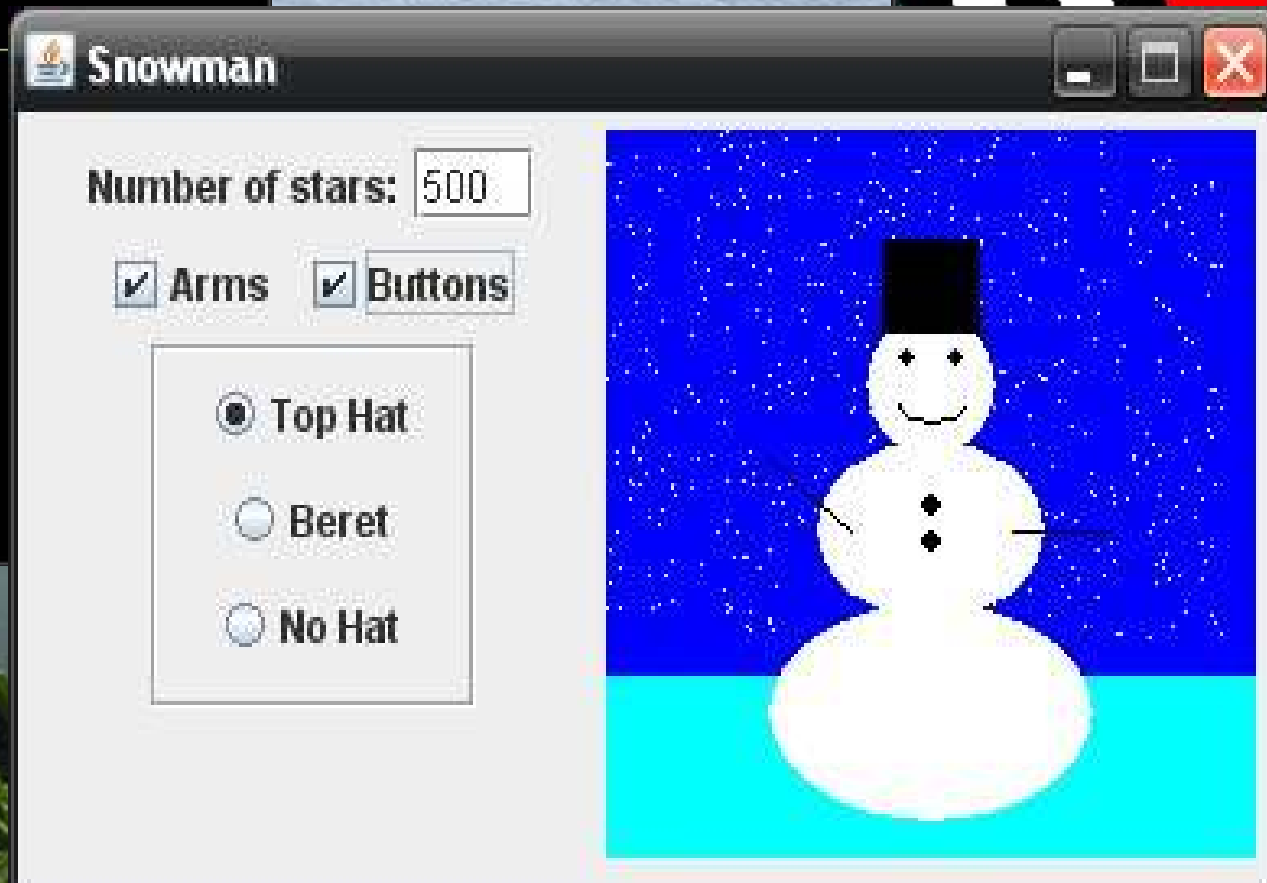 Snowman
Number of stars: 500
Arms Buttons
Top Hat
Beret
No Hat